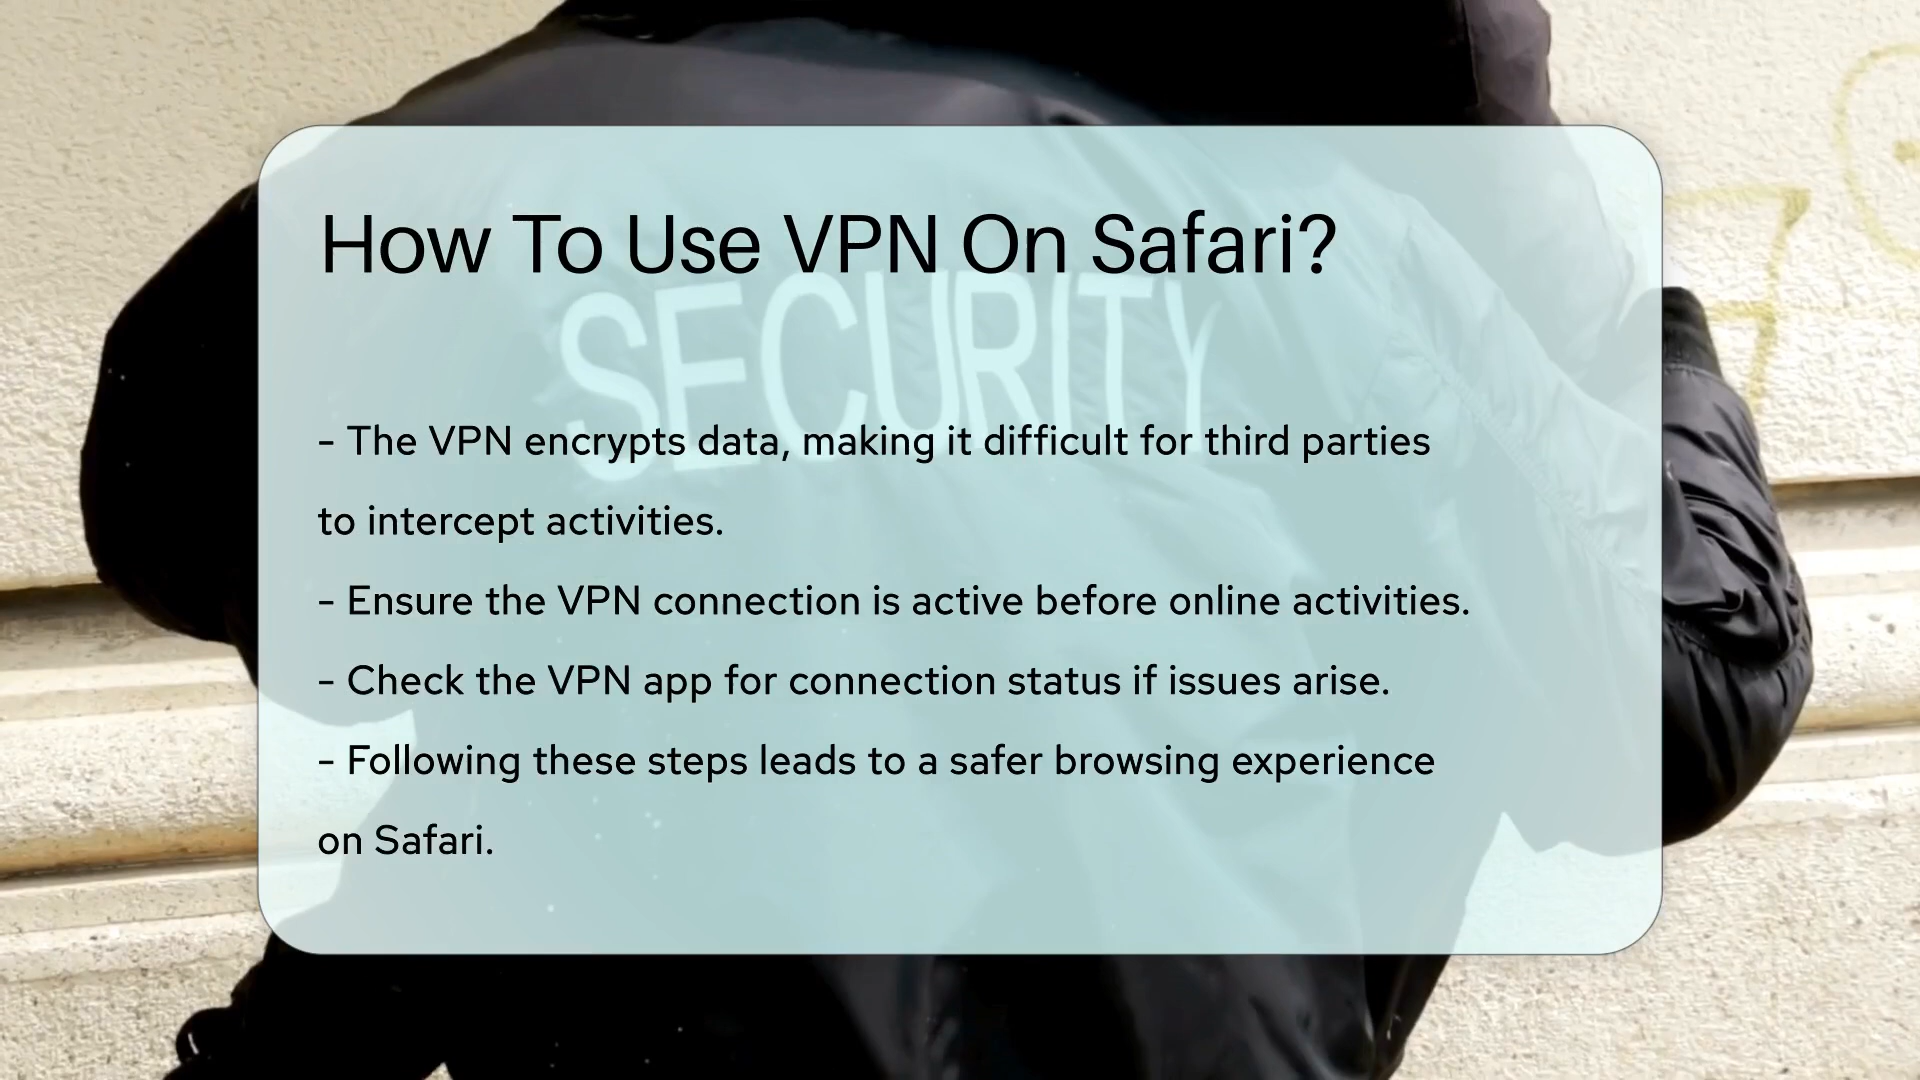 How To Use VPN On Safari?
SECURITY
- The VPN encrypts data, making it difficult for third parties
to intercept activities.
- Ensure the VPN connection is active before online activities.
- Check the VPN app for connection status if issues arise.
- Following these steps leads to a safer browsing experience
on Safari.